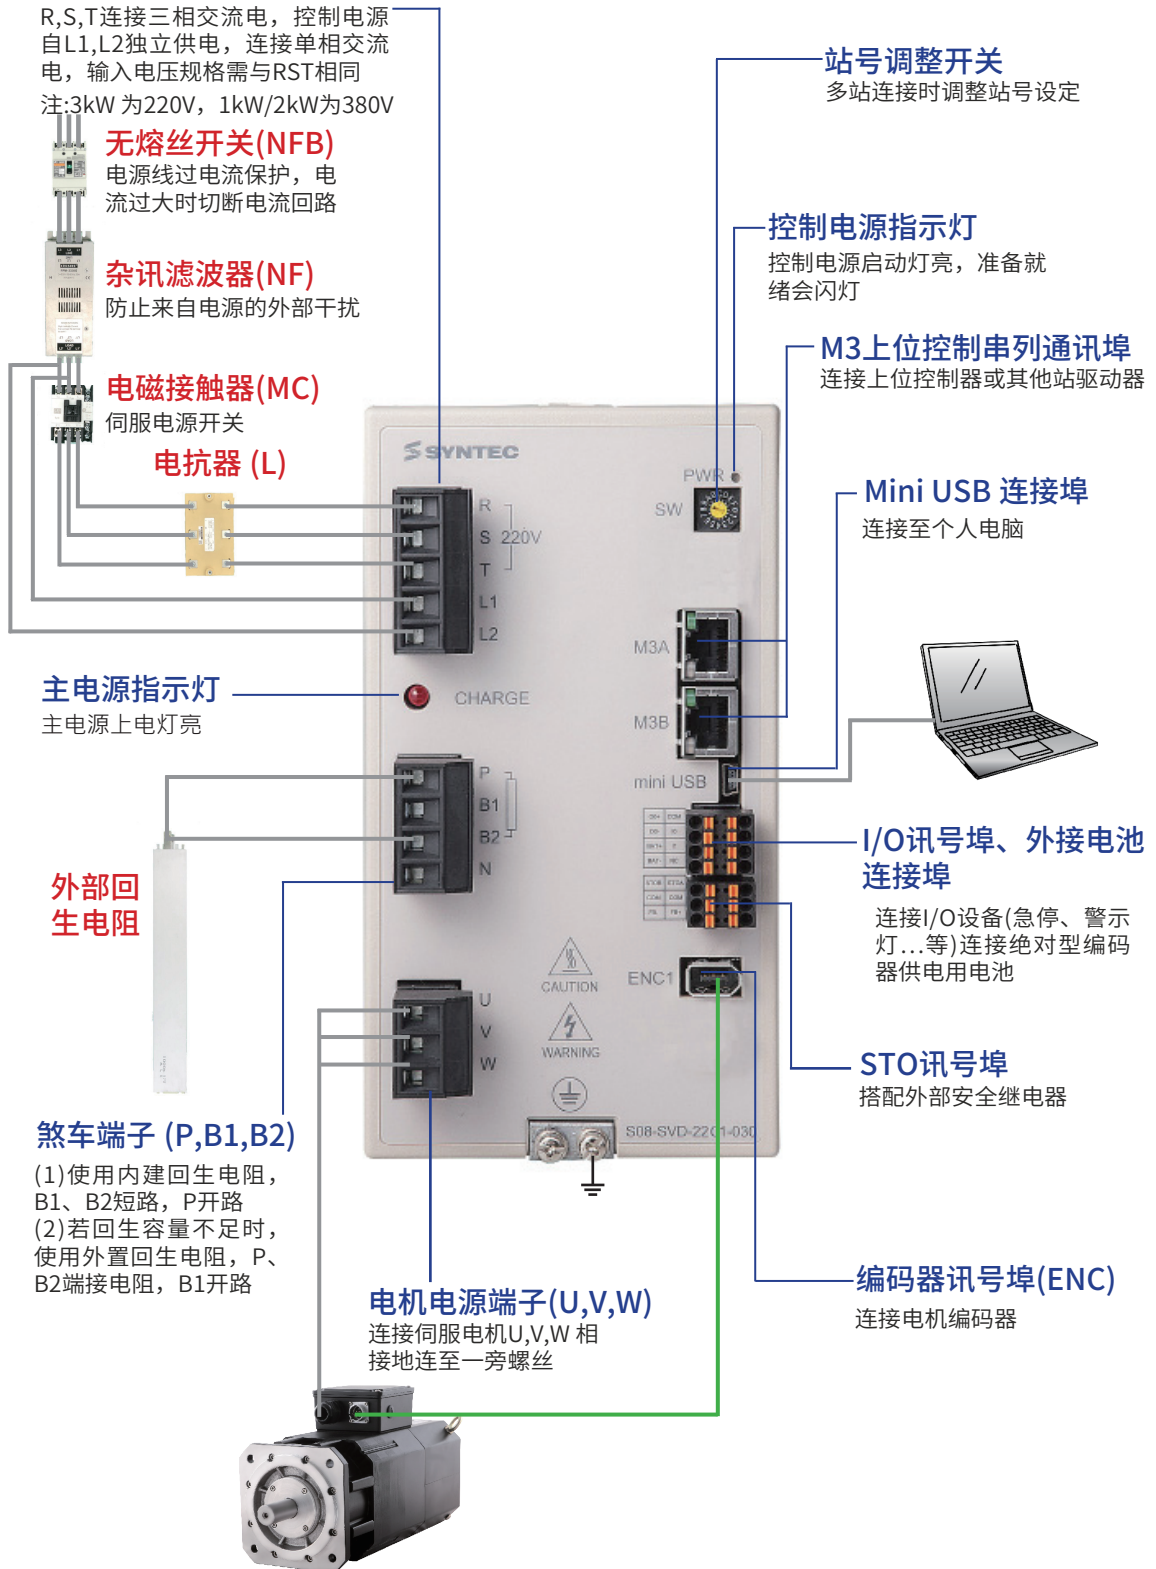 R,S,T连接三相交流电，控制电源
自L1,L2独立供电，连接单相交流
电，输入电压规格需与RST相同
注:3kW 为220V，1kW/2kW为380V
无熔丝开关(NFB)
电源线过电流保护，电
流过大时切断电流回路
杂讯滤波器(NF)
防止来自电源的外部干扰
电磁接触器(MC)
伺服电源开关
电抗器 (L)
站号调整开关
多站连接时调整站号设定
控制电源指示灯
控制电源启动灯亮，准备就
绪会闪灯
M3上位控制串列通讯埠
连接上位控制器或其他站驱动器
Mini USB 连接埠
连接至个人电脑
SYNTEC
PWR
SW
R
S 220V
T
L1
L2
M3A
M3B
主电源指示灯
主电源上电灯亮
CHARGE
mini USB
P
B1
B2
N
外部回
生电阻
I/O讯号埠、外接电池
连接埠
连接I/O设备(急停、警示
灯...等)连接绝对型编码
器供电用电池
ENC1
CAUTION
WARNING
U
V
W
STO讯号埠
搭配外部安全继电器
S08-SVD-22C1-030
煞车端子 (P,B1,B2)
(1)使用内建回生电阻，
B1、B2短路，P开路
(2)若回生容量不足时，
使用外置回生电阻，P、
B2端接电阻，B1开路
电机电源端子(U,V,W)
连接伺服电机U,V,W 相
接地连至一旁螺丝
编码器讯号埠(ENC)
连接电机编码器